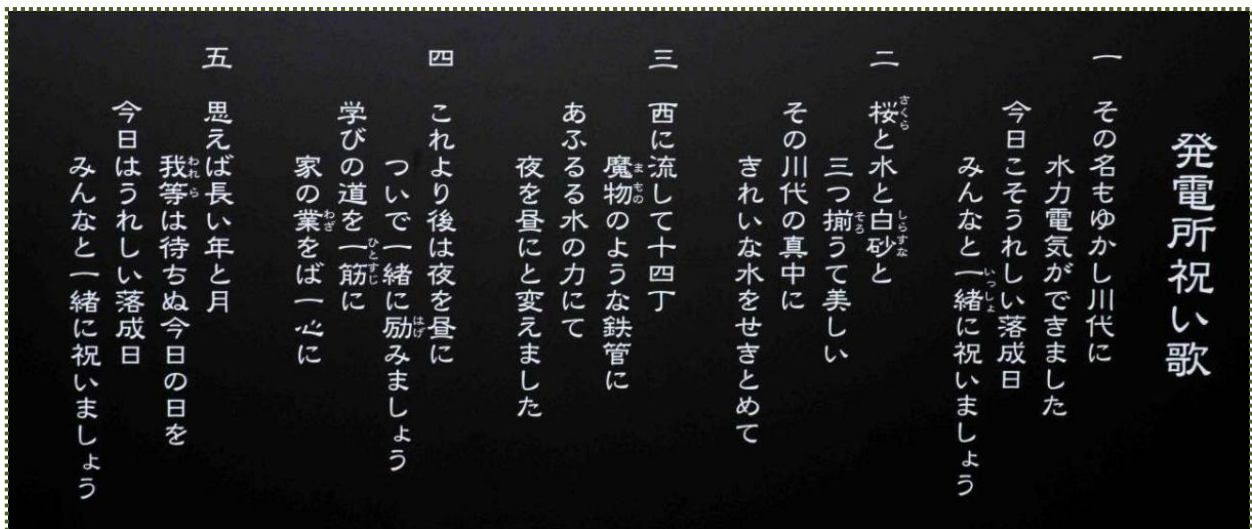 発電所祝い歌
一 その名もゆかし川代に
水力電気ができました
今日こそうれしい落成日
みんなと一緒に祝いましょう
二 桜と水と白砂と
三つ揃うて美しい
その川代の真中に
きれいな水をせきとめて
三 西に流して十四丁
魔物のような鉄管に
あふるる水の力にて
夜を昼にと変えました
四 これより後は夜を昼に
ついで一緒に励みましょう
学びの道を一筋に
家の業をば一心に
五 思えば長い年と月
我等は待ちぬ今日の日を
今日はうれしい落成日
みんなと一緒に祝いましょう